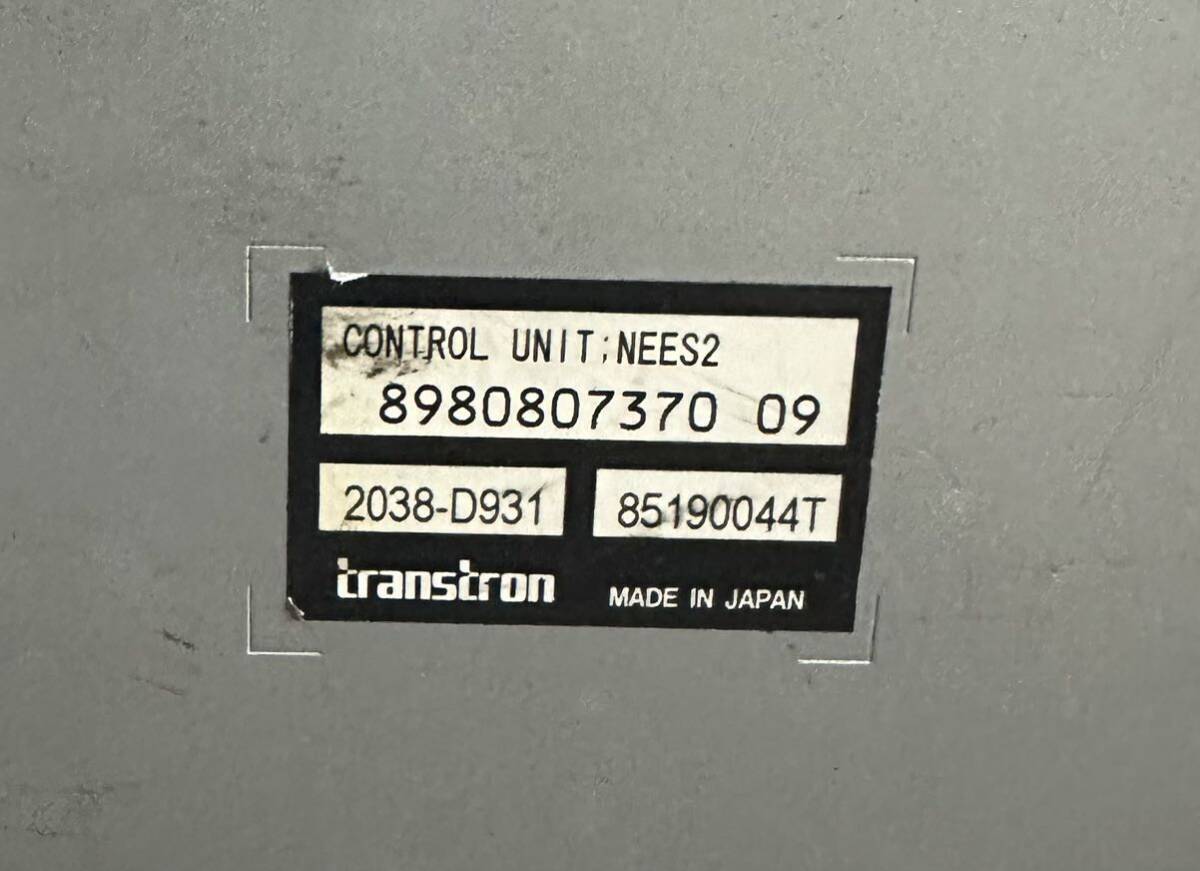 CONTROL UNIT;NEES2
8980807370 09
2038-D931 85190044T
transtron MADE IN JAPAN